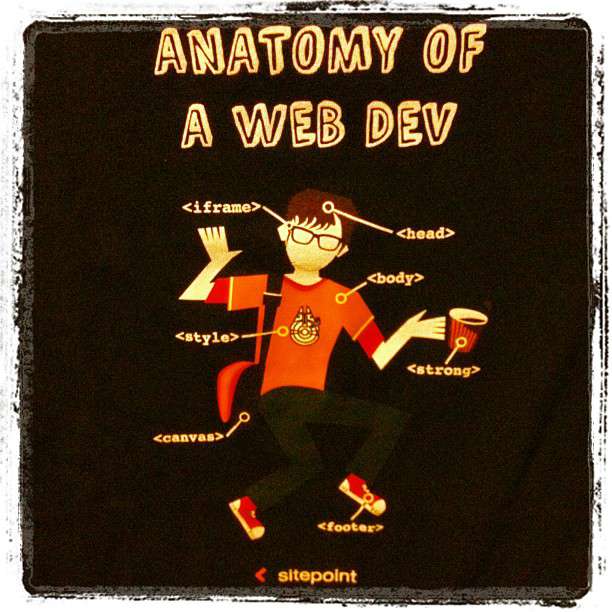 ANATOMY OF
A WEB DEV
<iframe>
<head>
<body>
<style>
<strong>
<canvas>
<footer>
sitepoint